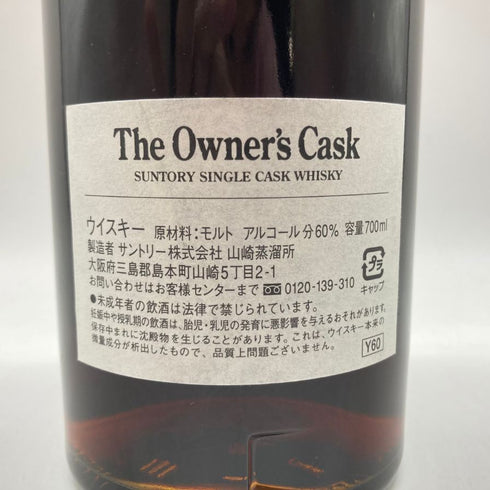 The Owner's Cask
SUNTORY SINGLE CASK WHISKY
ウイスキー 原材料:モルト アルコール分60% 容量700ml
製造者 サントリー株式会社 山崎蒸溜所
大阪府三島郡島本町山崎5丁目2-1
お問い合わせはお客様センターまで 0120-139-310
プラ
キャップ
●未成年者の飲酒は法律で禁じられています。
妊娠中や授乳期の飲酒は、胎児・乳児の発育に悪影響を与えるおそれがあります。
保存中まれに沈殿物を生じることがあります。これは、ウイスキー本来の
微量成分が析出したもので、品質上問題ございません。
Y60